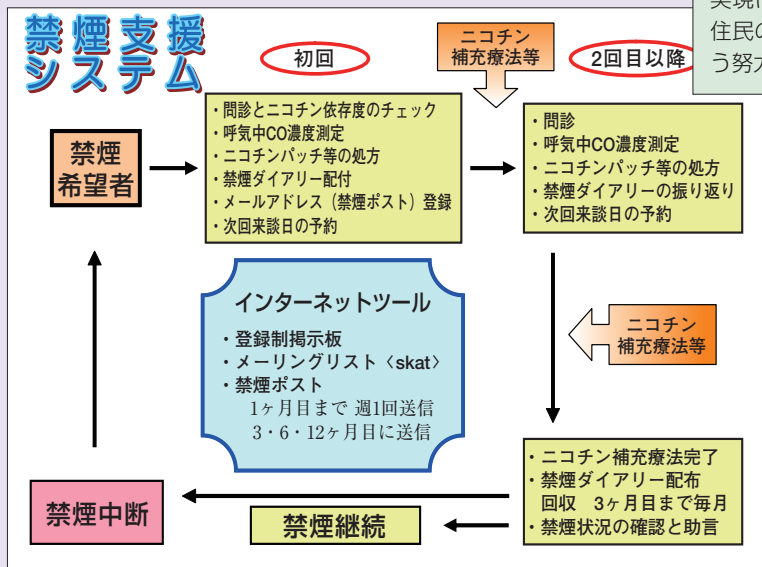 禁煙支援
システム
初回
ニコチン
補充療法等
2回目以降
住民の
禁煙
希望者
・問診とニコチン依存度のチェック
・呼気中CO濃度測定
・ニコチンパッチ等の処方
・禁煙ダイアリー配付
・メールアドレス（禁煙ポスト）登録
・次回来談日の予約
・問診
・呼気中CO濃度測定
・ニコチンパッチ等の処方
・禁煙ダイアリーの振り返り
・次回来談日の予約
インターネットツール
・登録制掲示板
・メーリングリスト〈skat〉
・禁煙ポスト
1ヶ月目まで 週1回送信
3・6・12ヶ月目に送信
ニコチン
補充療法等
・ニコチン補充療法完了
・禁煙ダイアリー配布
回収 3ヶ月目まで毎月
・禁煙状況の確認と助言
禁煙中断
禁煙継続